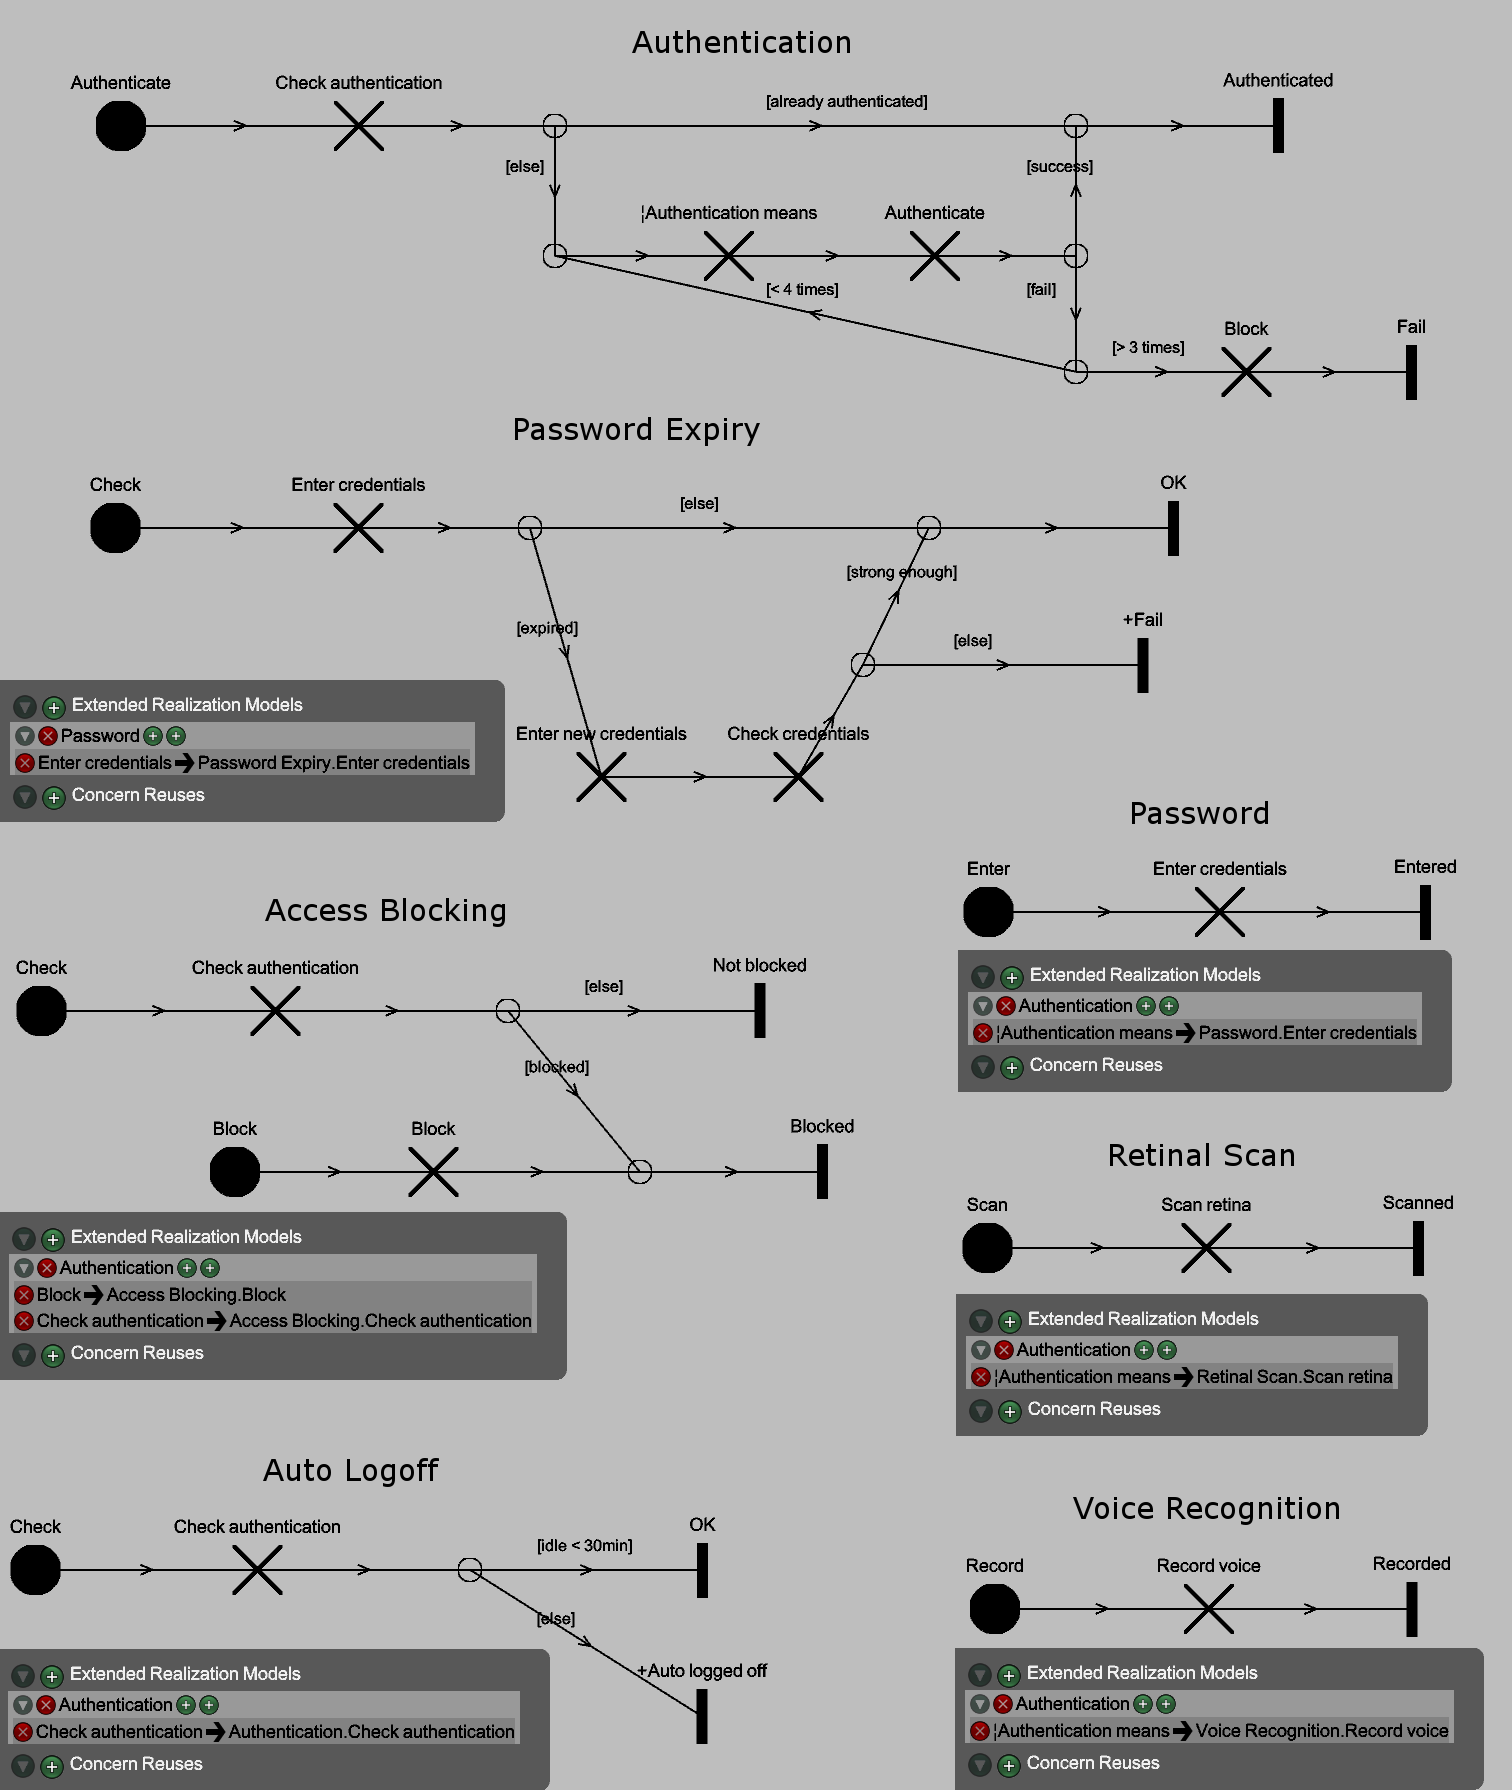 Authentication
Authenticate
Check authentication
[already authenticated]
Authenticated
[else]
[success]
¦Authentication means
Authenticate
[< 4 times]
[fail]
[> 3 times]
Block
Fail
Password Expiry
Check
Enter credentials
[else]
OK
[strong enough]
[expired]
[else]
+Fail
Enter new credentials
Check credentials
Extended Realization Models
Password
Enter credentials ➔ Password Expiry.Enter credentials
Concern Reuses
Password
Enter
Enter credentials
Entered
Extended Realization Models
Authentication
¦Authentication means ➔ Password.Enter credentials
Concern Reuses
Access Blocking
Check
Check authentication
[else]
Not blocked
[blocked]
Block
Block
Blocked
Extended Realization Models
Authentication
Block ➔ Access Blocking.Block
Check authentication ➔ Access Blocking.Check authentication
Concern Reuses
Retinal Scan
Scan
Scan retina
Scanned
Extended Realization Models
Authentication
¦Authentication means ➔ Retinal Scan.Scan retina
Concern Reuses
Auto Logoff
Check
Check authentication
[idle < 30min]
OK
[else]
+Auto logged off
Extended Realization Models
Authentication
Check authentication ➔ Authentication.Check authentication
Concern Reuses
Voice Recognition
Record
Record voice
Recorded
Extended Realization Models
Authentication
¦Authentication means ➔ Voice Recognition.Record voice
Concern Reuses